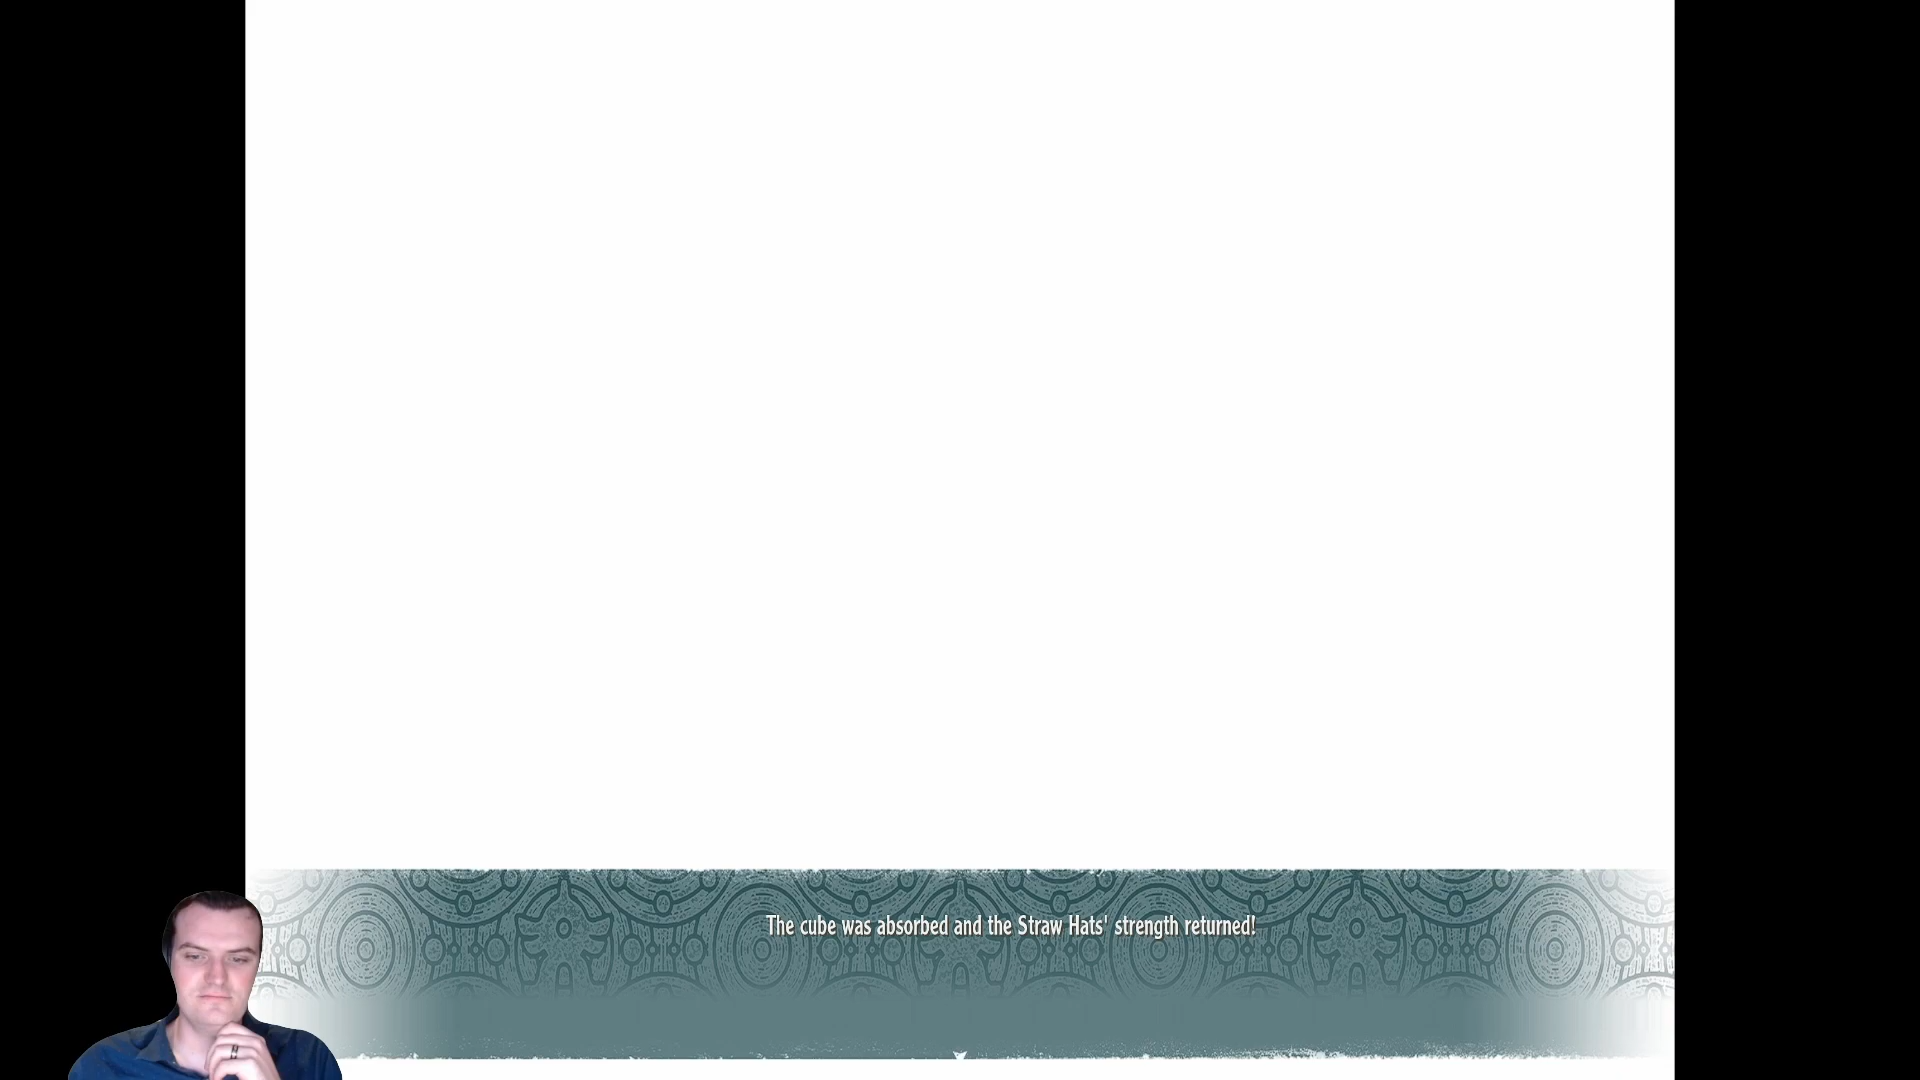 The cube was absorbed and the Straw Hats' strength returned!